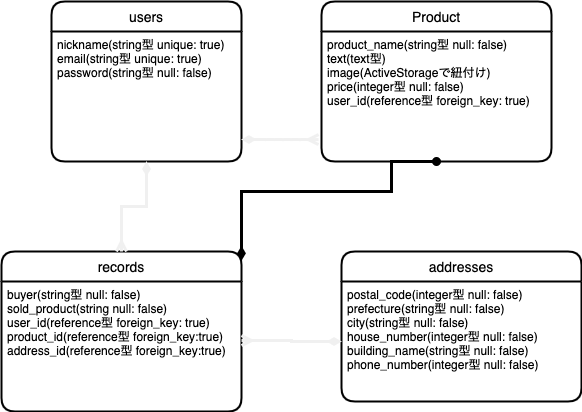 users
nickname(string型 unique: true)
email(string型 unique: true)
password(string型 null: false)
Product
product_name(string型 null: false)
text(text型)
image(ActiveStorageで紐付け)
price(integer型 null: false)
user_id(reference型 foreign_key: true)
records
buyer(string型 null: false)
sold_product(string null: false)
user_id(reference型 foreign_key: true)
product_id(reference型 foreign_key:true)
address_id(reference型 foreign_key:true)
addresses
postal_code(integer型 null: false)
prefecture(string型 null: false)
city(string型 null: false)
house_number(integer型 null: false)
building_name(string型 null: false)
phone_number(integer型 null: false)